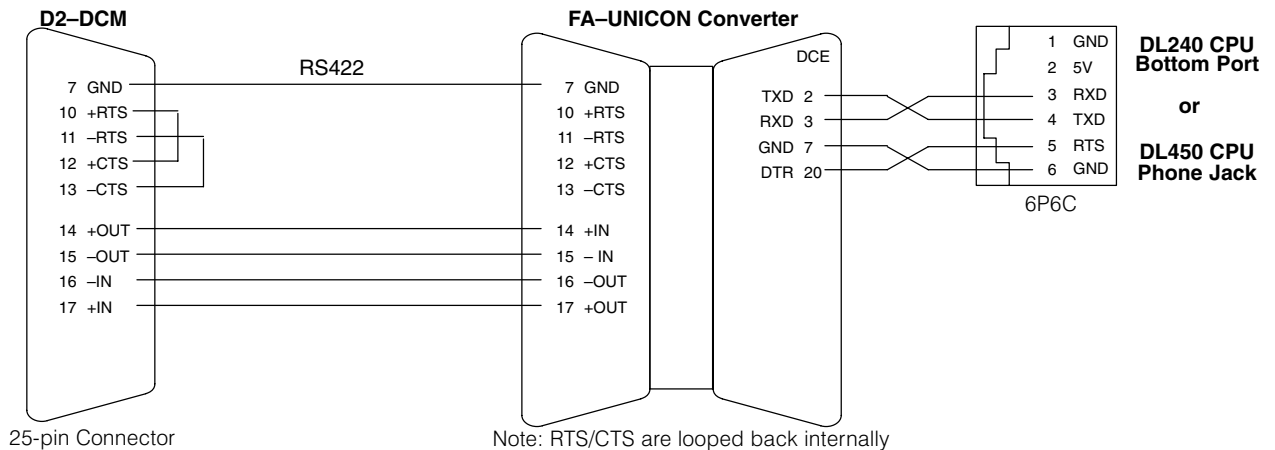 D2–DCM
7 GND
10 +RTS
11 –RTS
12 +CTS
13 –CTS
14 +OUT
15 –OUT
16 –IN
17 +IN
25-pin Connector
RS422
FA–UNICON Converter
7 GND
10 +RTS
11 –RTS
12 +CTS
13 –CTS
14 +IN
15 – IN
16 –OUT
17 +OUT
DCE
TXD 2
RXD 3
GND 7
DTR 20
Note: RTS/CTS are looped back internally
1 GND
2 5V
3 RXD
4 TXD
5 RTS
6 GND
6P6C
DL240 CPU
Bottom Port
or
DL450 CPU
Phone Jack